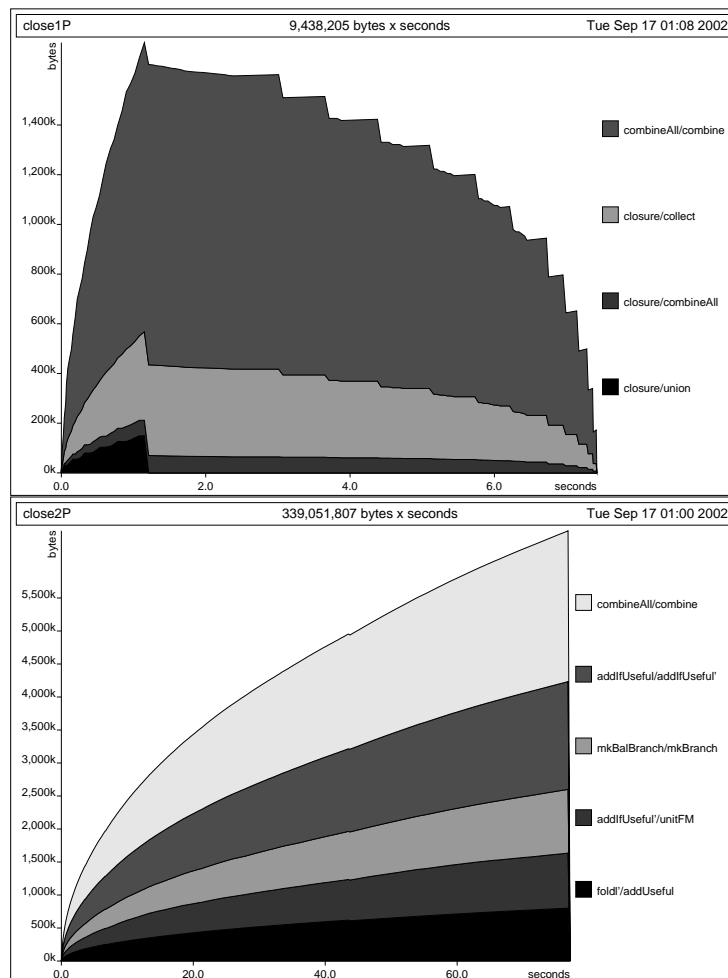 close1P 9,438,205 bytes x seconds Tue Sep 17 01:08 2002
bytes
1,400k
1,200k
1,000k
800k
600k
400k
200k
0k
0.0 2.0 4.0 6.0 seconds
combineAll/combine
closure/collect
closure/combineAll
closure/union
close2P 339,051,807 bytes x seconds Tue Sep 17 01:00 2002
bytes
5,500k
5,000k
4,500k
4,000k
3,500k
3,000k
2,500k
2,000k
1,500k
1,000k
500k
0k
0.0 20.0 40.0 60.0 seconds
combineAll/combine
addIfUseful/addIfUseful'
mkBalBranch/mkBranch
addIfUseful'/unitFM
foldl'/addUseful